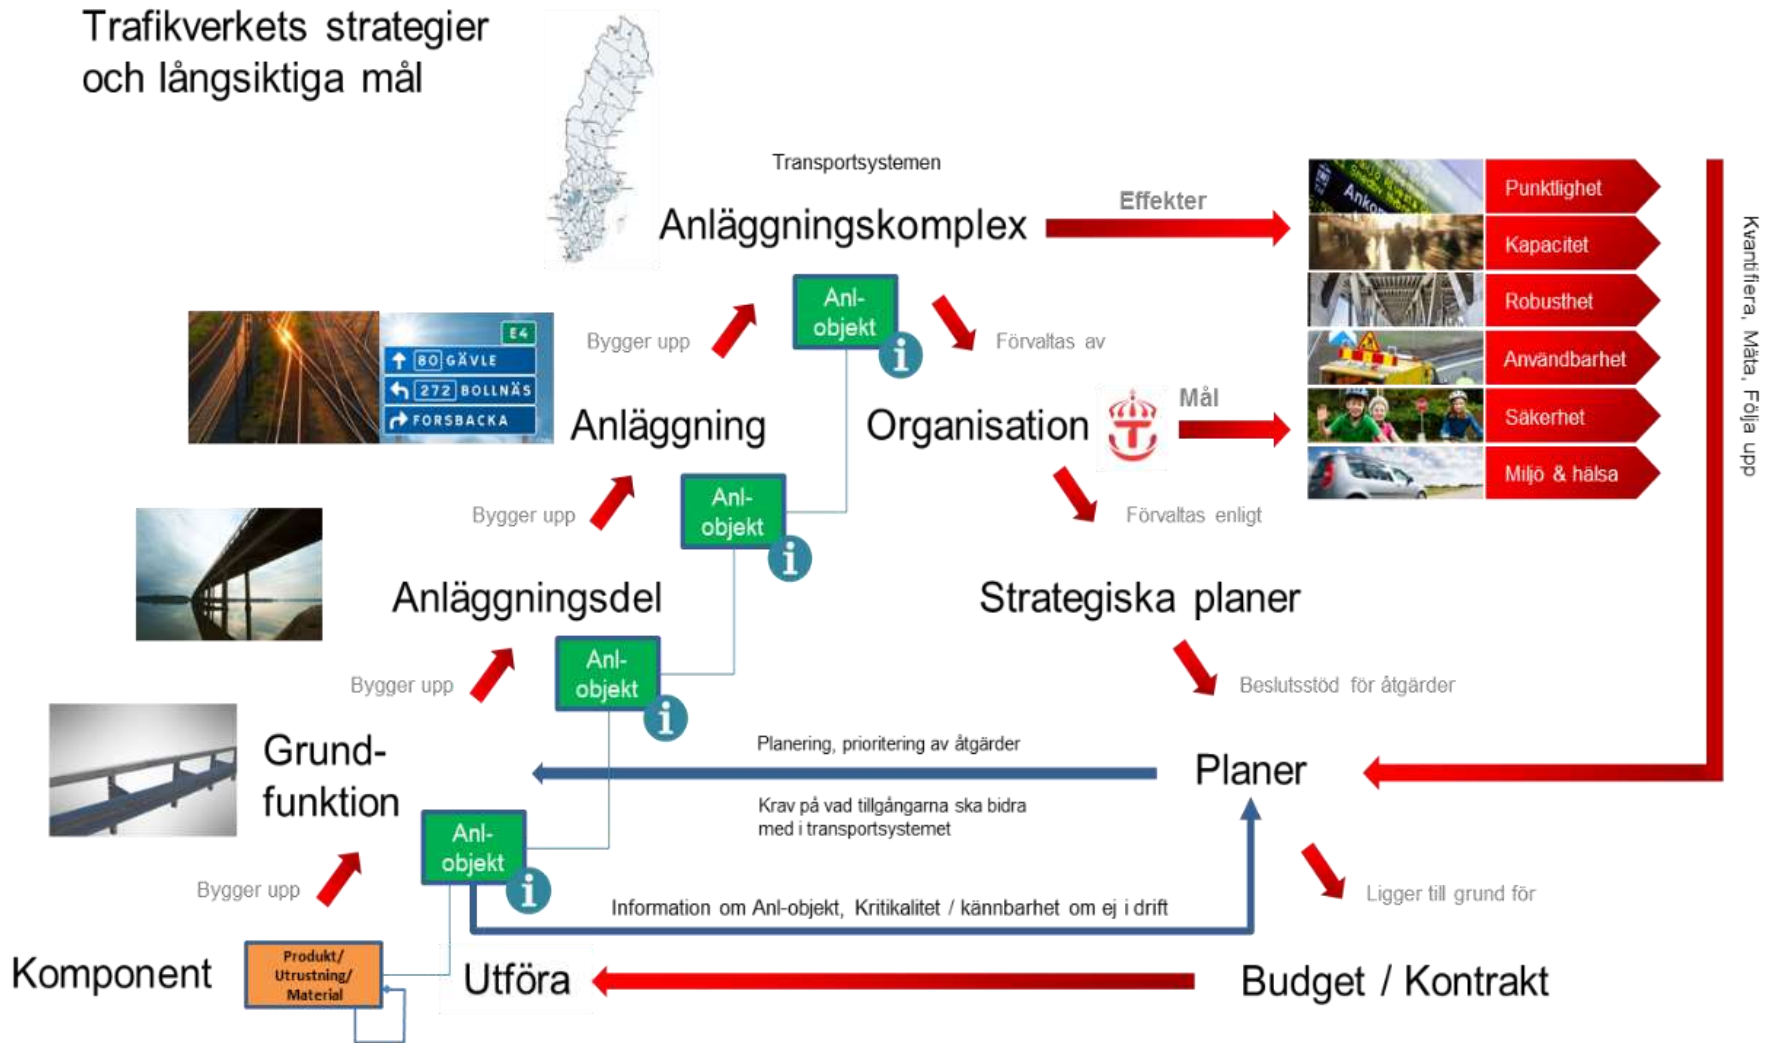 Trafikverkets strategier
och långsiktiga mål
Transportsystemen
Anläggningskomplex
Effekter
Ankom
Punktlighet
Kapacitet
Robusthet
Användbarhet
Säkerhet
Miljö & hälsa
Kvantifiera, Mäta, Följa upp
Anl-
objekt
i
Bygger upp
Förvaltas av
E4
80 GÄVLE
272 BOLLNÄS
FORSBACKA
Anläggning
Organisation
T
Mål
Anl-
objekt
i
Bygger upp
Förvaltas enligt
Anläggningsdel
Strategiska planer
Anl-
objekt
i
Bygger upp
Beslutsstöd för åtgärder
Grund-
funktion
Planering, prioritering av åtgärder
Planer
Krav på vad tillgångarna ska bidra
med i transportsystemet
Anl-
objekt
i
Bygger upp
Ligger till grund för
Information om Anl-objekt, Kritikalitet / kännbarhet om ej i drift
Komponent
Produkt/
Utrustning/
Material
Utföra
Budget / Kontrakt